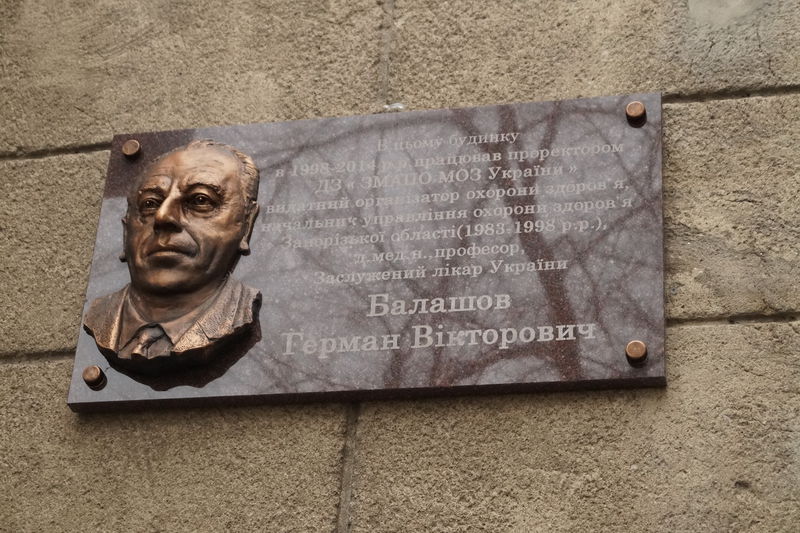 В цьому будинку
в 1998-2014 р.р.працював проректором
ДЗ « ЗМАПО МОЗ України »
видатний організатор охорони здоров'я,
начальник управління охорони здоров'я
Запорізької області(1983-1998 р.р.),
д.мед.н.,професор,
Заслужений лікар України
Балашов
Герман Вікторович